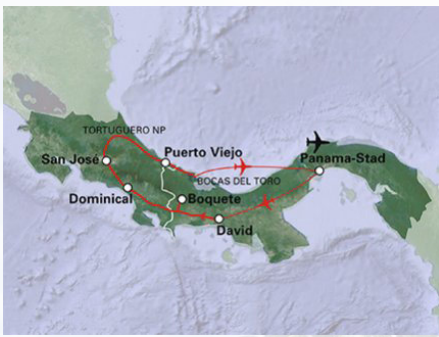 TORTUGUERO NP
San José
Puerto Viejo
Panama-Stad
BOCAS DEL TORO
Dominical
Boquete
David